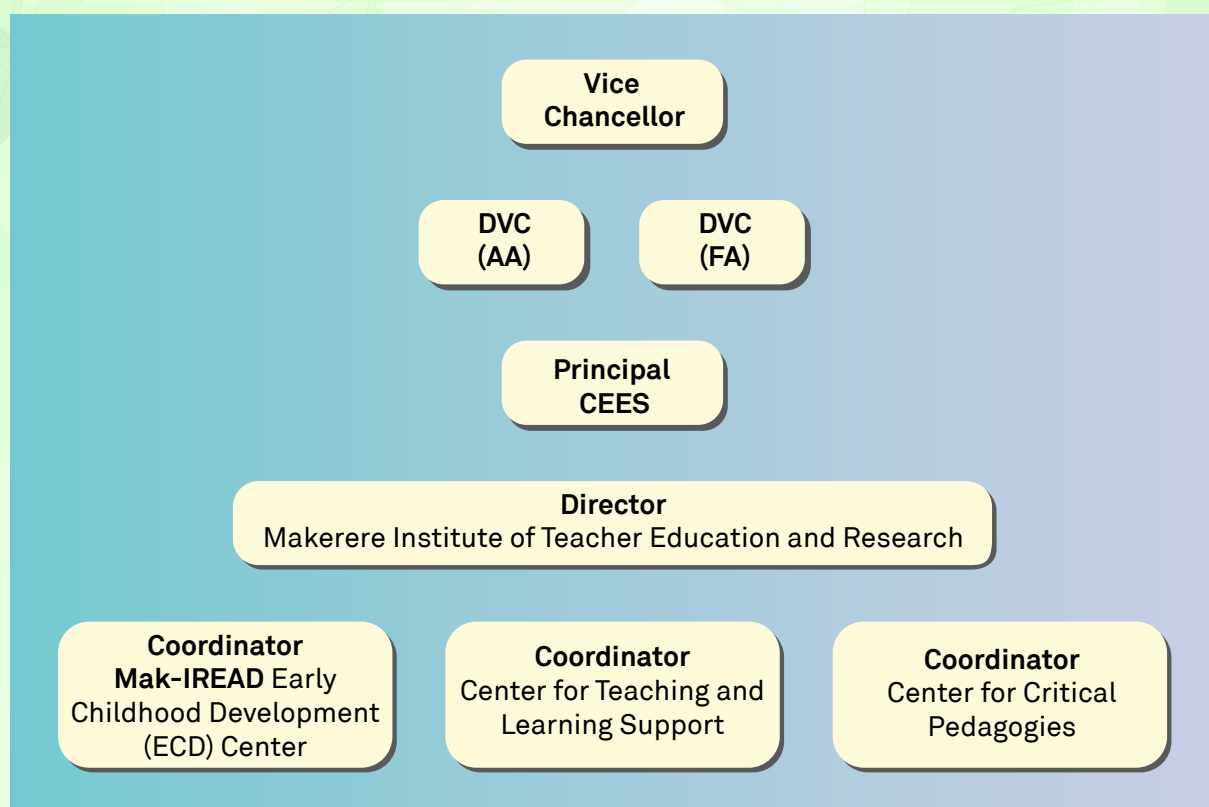 Vice
Chancellor
DVC
(AA)
DVC
(FA)
Principal
CEES
Director
Makerere Institute of Teacher Education and Research
Coordinator
Mak-IREAD Early
Childhood Development
(ECD) Center
Coordinator
Center for Teaching and
Learning Support
Coordinator
Center for Critical
Pedagogies